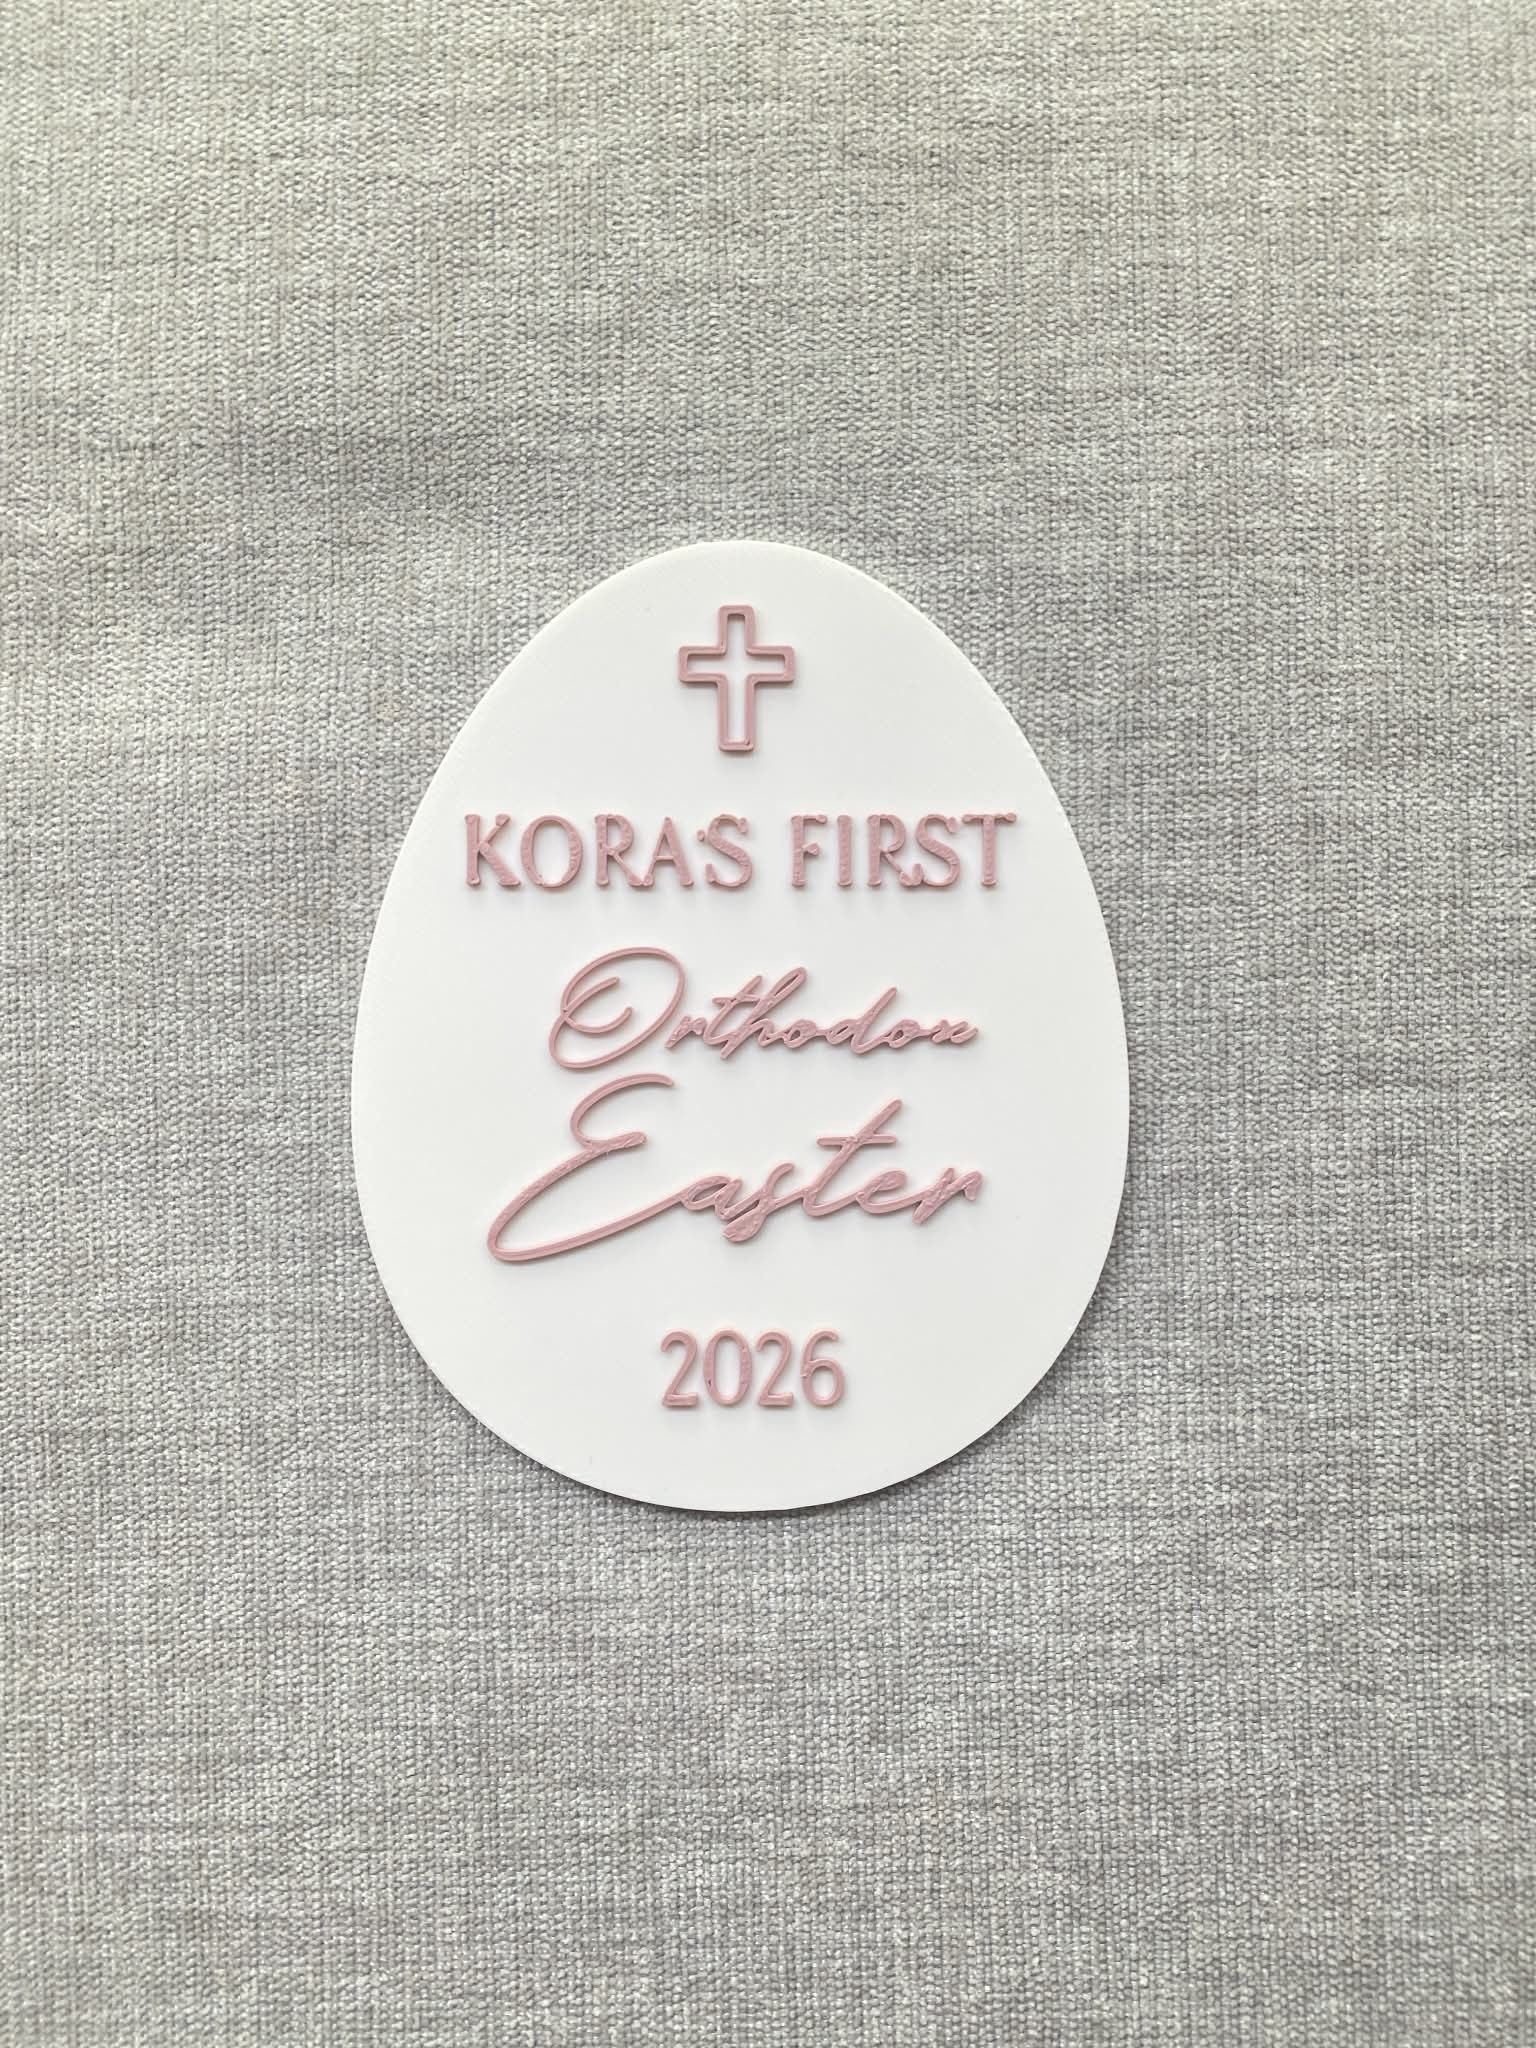 KORA'S FIRST
Orthodox
Easter
2026